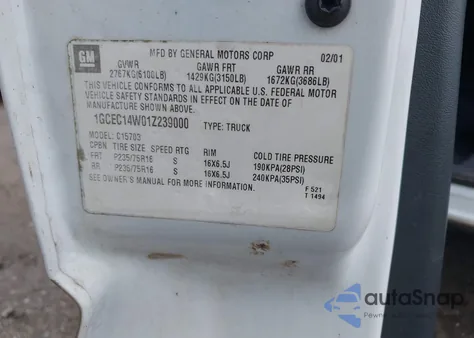 GM
MFD BY GENERAL MOTORS CORP 02/01
GVWR GAWR FRT GAWR RR
2767KG(6100LB) 1429KG(3150LB) 1672KG(3686LB)
THIS VEHICLE CONFORMS TO ALL APPLICABLE U.S. FEDERAL MOTOR
VEHICLE SAFETY STANDARDS IN EFFECT ON THE DATE OF
MANUFACTURE SHOWN ABOVE.
1GCEC14W01Z239000 TYPE: TRUCK
MODEL: C15703
CPBN: TIRE SIZE SPEED RTG RIM COLD TIRE PRESSURE
FRT P235/75R16 S 16X6.5J 190KPA(28PSI)
RR P235/75R16 S 16X6.5J 240KPA(35PSI)
SEE OWNER'S MANUAL FOR MORE INFORMATION.
F 521
T 1494
autoSnap